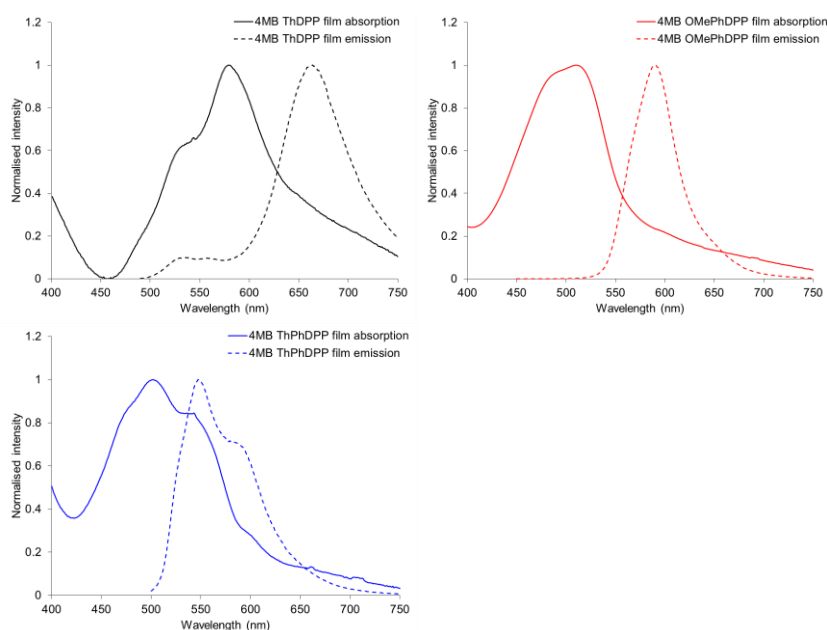 4MB ThDPP film absorption
4MB ThDPP film emission
1.2
1
0.8
0.6
0.4
0.2
0
Normalised intensity
400 450 500 550 600 650 700 750
Wavelength (nm)
4MB OMePhDPP film absorption
4MB OMePhDPP film emission
1.2
1
0.8
0.6
0.4
0.2
0
Normalised intensity
400 450 500 550 600 650 700 750
Wavelength (nm)
4MB ThPhDPP film absorption
4MB ThPhDPP film emission
1.2
1
0.8
0.6
0.4
0.2
0
Normalised intensity
400 450 500 550 600 650 700 750
Wavelength (nm)